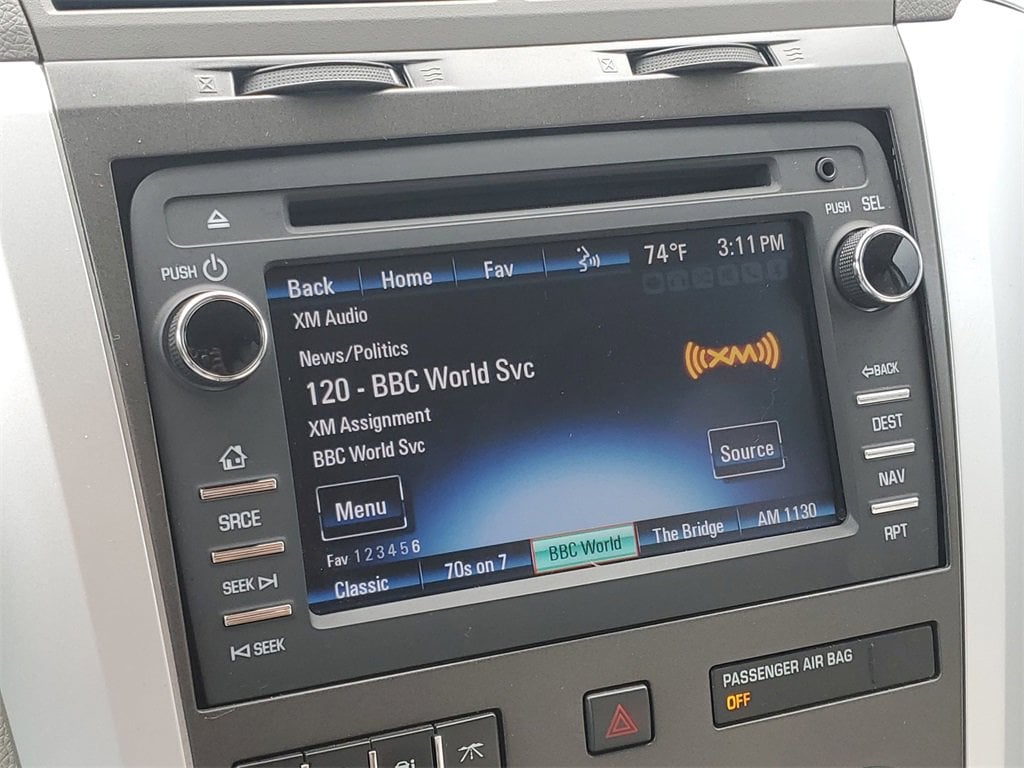 PUSH SEL
PUSH
Back Home Fav 74°F 3:11 PM
XM Audio
News/Politics
120 - BBC World Svc
XM Assignment
BBC World Svc
((XM))
Menu
Source
Fav 1 2 3 4 5 6
Classic 70s on 7 BBC World The Bridge AM 1130
SRCE
SEEK
SEEK
BACK
DEST
NAV
RPT
PASSENGER AIR BAG
OFF